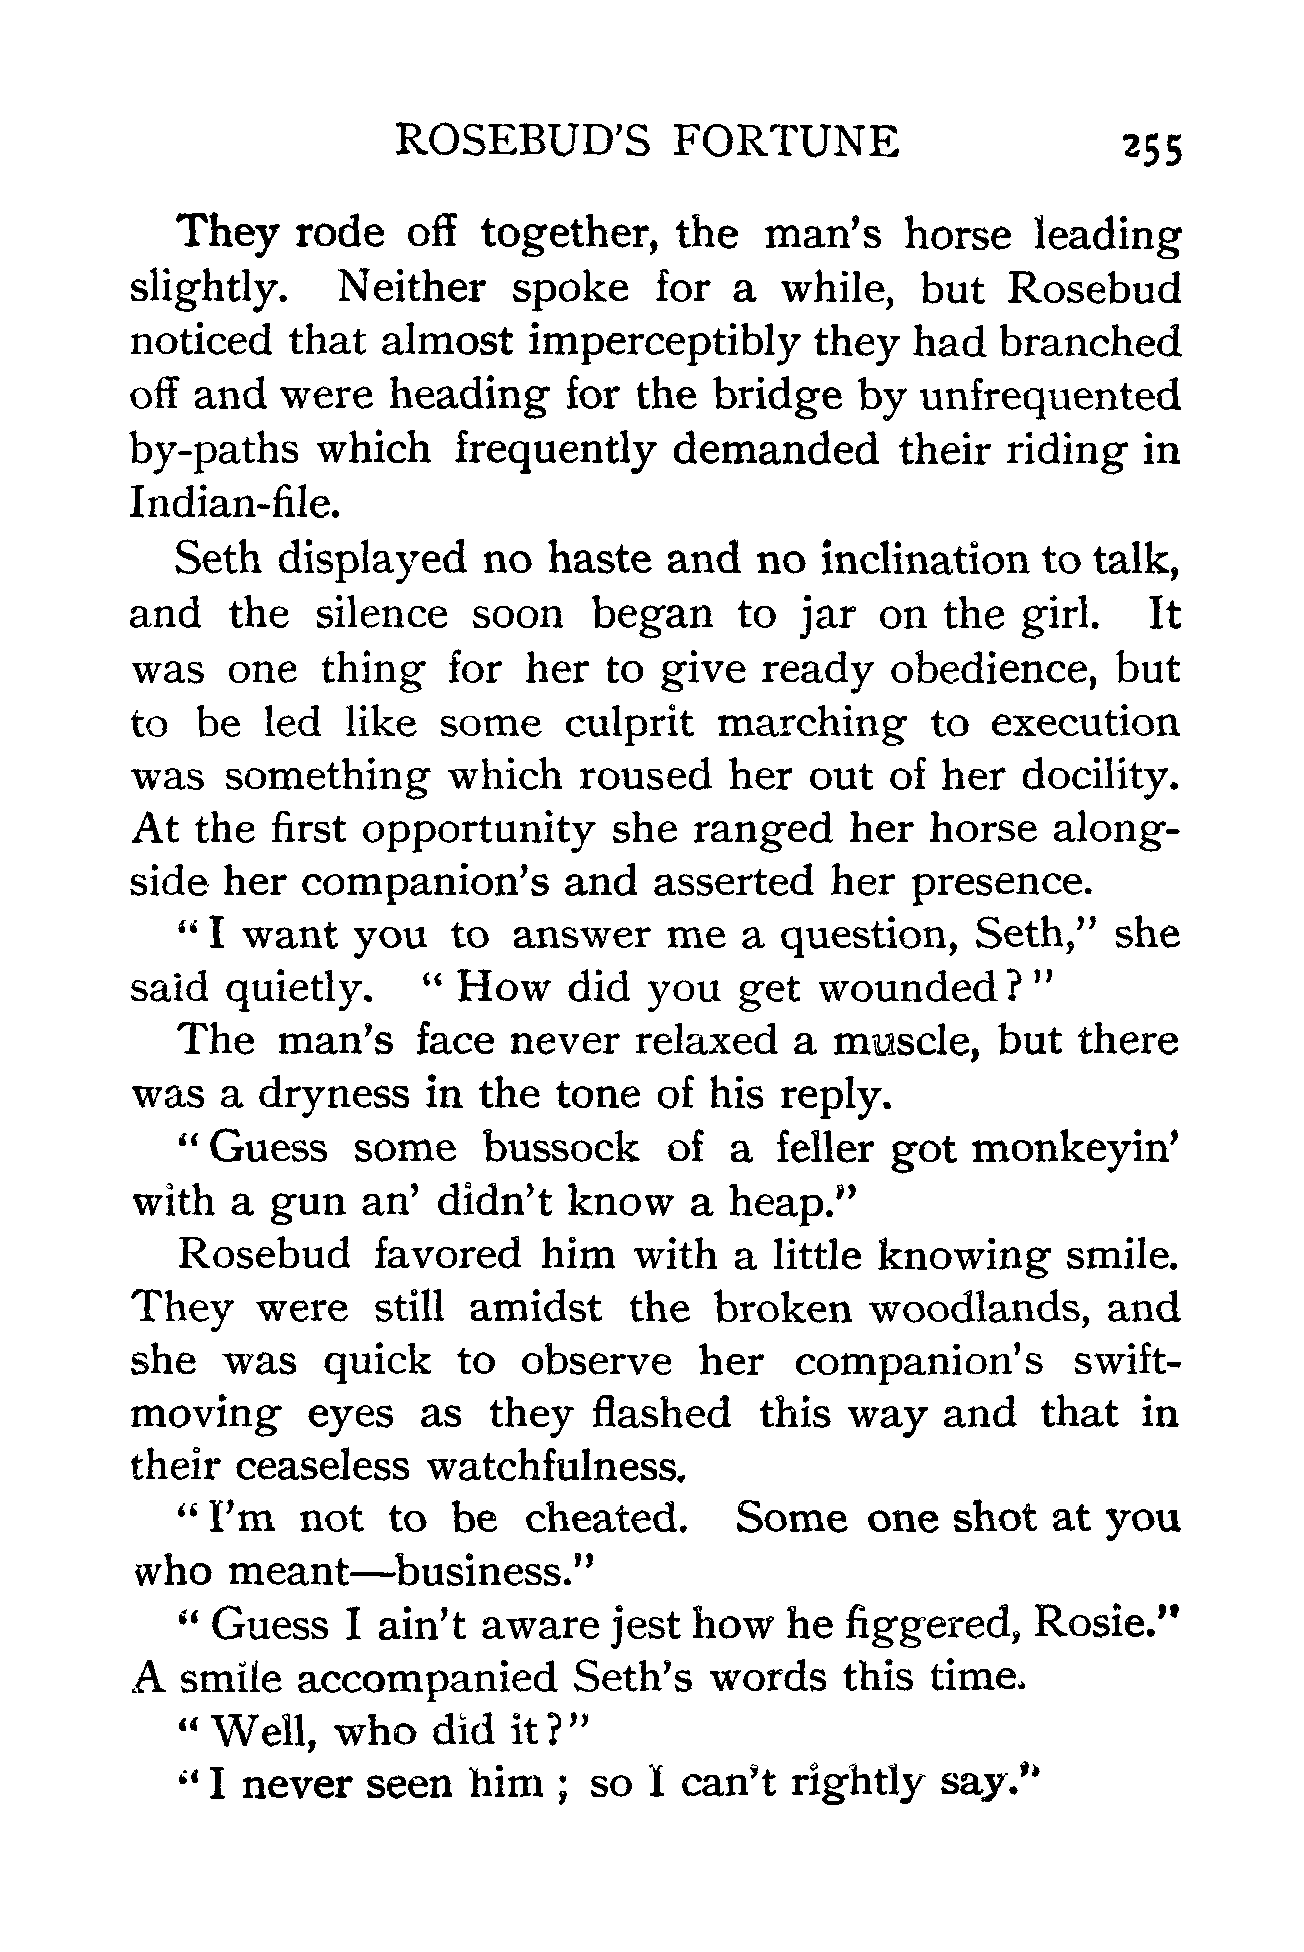 ROSEBUD'S FORTUNE 255
They rode off together, the man's horse leading
slightly. Neither spoke for a while, but Rosebud
noticed that almost imperceptibly they had branched
off and were heading for the bridge by unfrequented
by-paths which frequently demanded their riding in
Indian-file.
Seth displayed no haste and no inclination to talk,
and the silence soon began to jar on the girl. It
was one thing for her to give ready obedience, but
to be led like some culprit marching to execution
was something which roused her out of her docility.
At the first opportunity she ranged her horse along-
side her companion's and asserted her presence.
"I want you to answer me a question, Seth," she
said quietly. "How did you get wounded?"
The man's face never relaxed a muscle, but there
was a dryness in the tone of his reply.
"Guess some bussock of a feller got monkeyin'
with a gun an' didn't know a heap."
Rosebud favored him with a little knowing smile.
They were still amidst the broken woodlands, and
she was quick to observe her companion's swift-
moving eyes as they flashed this way and that in
their ceaseless watchfulness.
"I'm not to be cheated. Some one shot at you
who meant—business."
"Guess I ain't aware jest how he figgered, Rosie."
A smile accompanied Seth's words this time.
"Well, who did it?"
"I never seen him; so I can't rightly say."